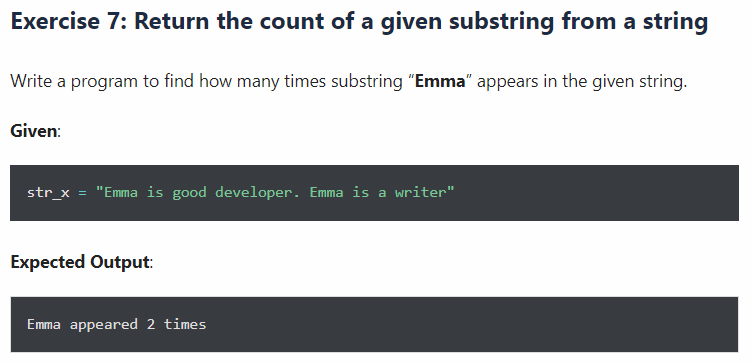 Exercise 7: Return the count of a given substring from a string
Write a program to find how many times substring “Emma” appears in the given string.
Given:
str_x = "Emma is good developer. Emma is a writer"
Expected Output:
Emma appeared 2 times